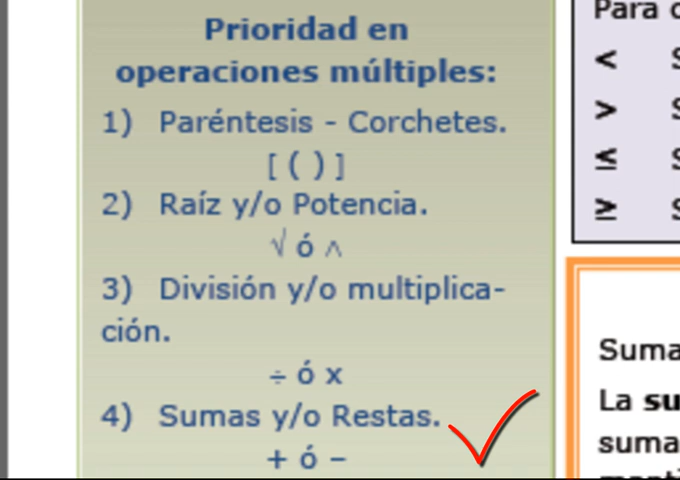 Prioridad en
operaciones múltiples:
1) Paréntesis - Corchetes.
[ ( ) ]
2) Raíz y/o Potencia.
√ ó ^
3) División y/o multiplica-
ción.
÷ ó x
4) Sumas y/o Restas.
+ ó −
Para
<
>
≤
≥
Suma
La su
suma